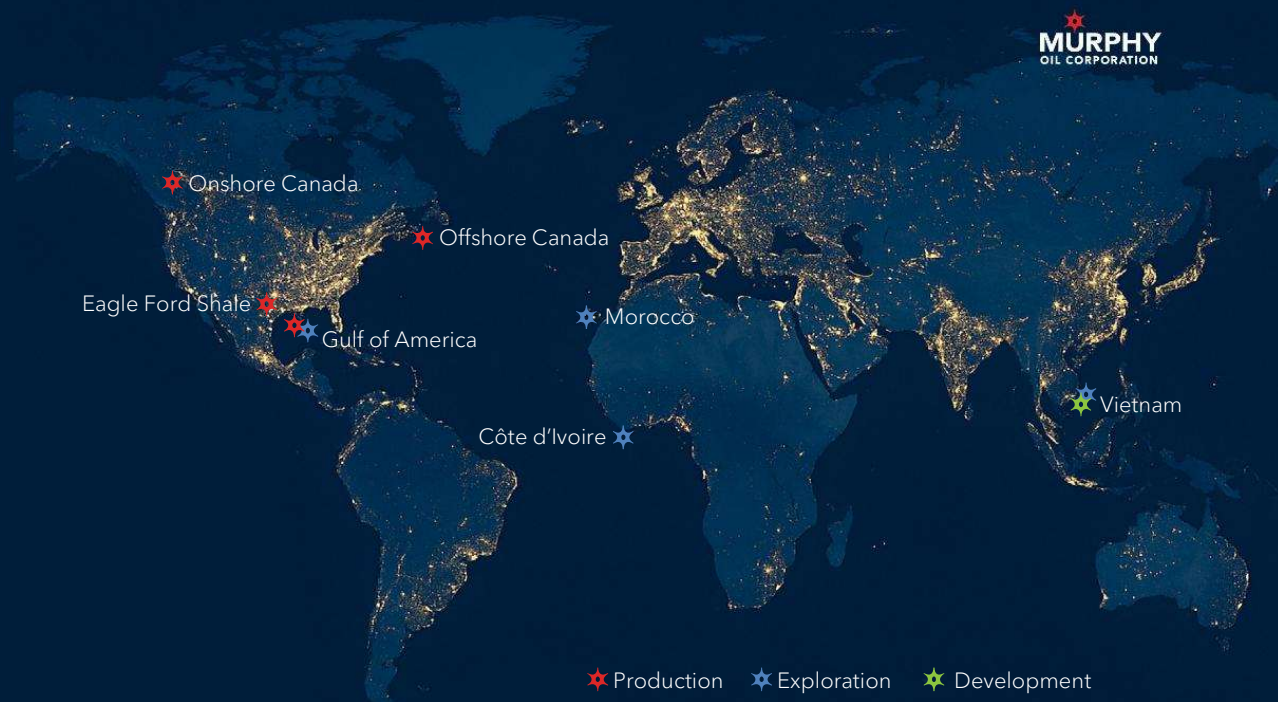 MURPHY
OIL CORPORATION
Onshore Canada
Offshore Canada
Eagle Ford Shale
Morocco
Gulf of America
Vietnam
Côte d’Ivoire
Production
Exploration
Development